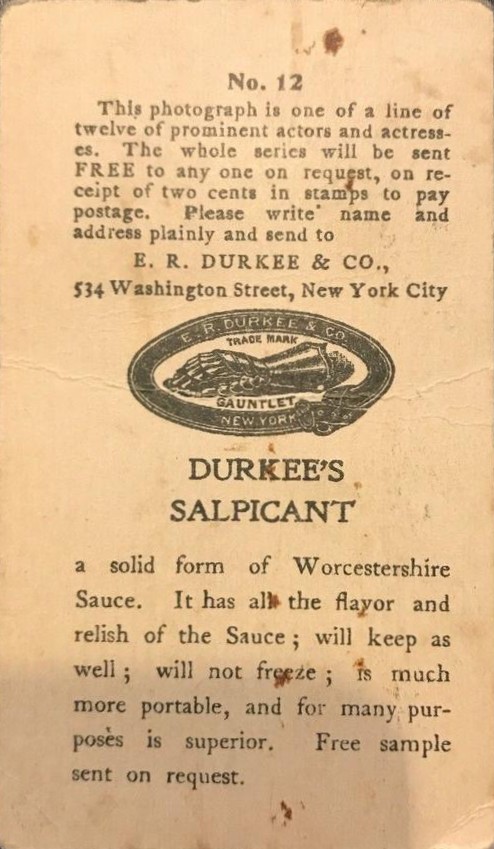 No. 12
This photograph is one of a line of
twelve of prominent actors and actress-
es. The whole series will be sent
FREE to any one on request, on re-
ceipt of two cents in stamps to pay
postage. Please write name and
address plainly and send to
E. R. DURKEE & CO.,
534 Washington Street, New York City
E. R. DURKEE & CO.
TRADE MARK
GAUNTLET
NEW YORK
DURKEE'S
SALPICANT
a solid form of Worcestershire
Sauce. It has all the flavor and
relish of the Sauce; will keep as
well; will not freeze; is much
more portable, and for many pur-
poses is superior. Free sample
sent on request.